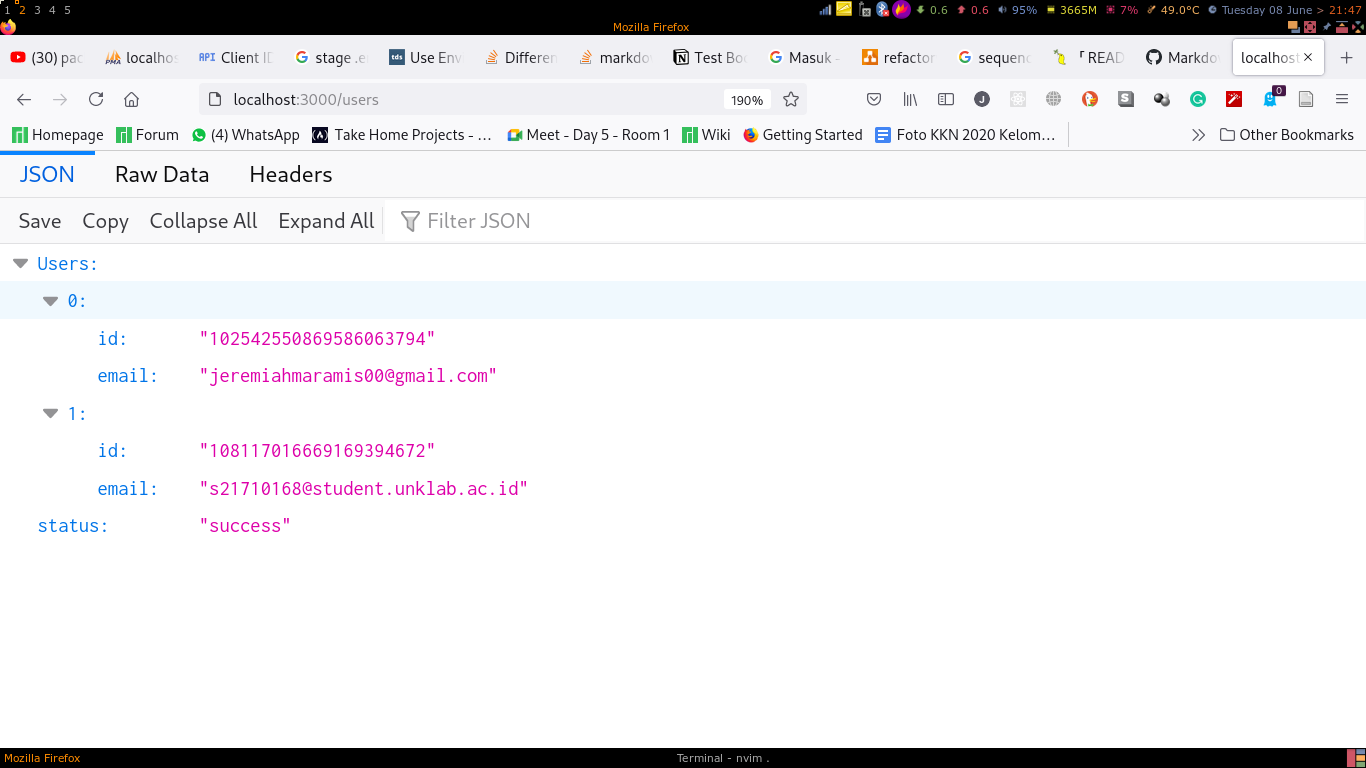 1 2 3 4 5
0.6 0.6 95% 3665M 7% 49.0°C Tuesday 08 June > 21:47
Mozilla Firefox
(30) pac localhos Client ID stage .e Use Env Differen markdow Test Boo Masuk - refactor sequenc 「READ Markdo localhost
localhost:3000/users 190% 0
Homepage Forum (4) WhatsApp Take Home Projects - … Meet - Day 5 - Room 1 Wiki Getting Started Foto KKN 2020 Kelom… Other Bookmarks
JSON Raw Data Headers
Save Copy Collapse All Expand All Filter JSON
Users:
0:
id: "102542550869586063794"
email: "jeremiahmaramis00@gmail.com"
1:
id: "108117016669169394672"
email: "s21710168@student.unklab.ac.id"
status: "success"
Mozilla Firefox Terminal - nvim .